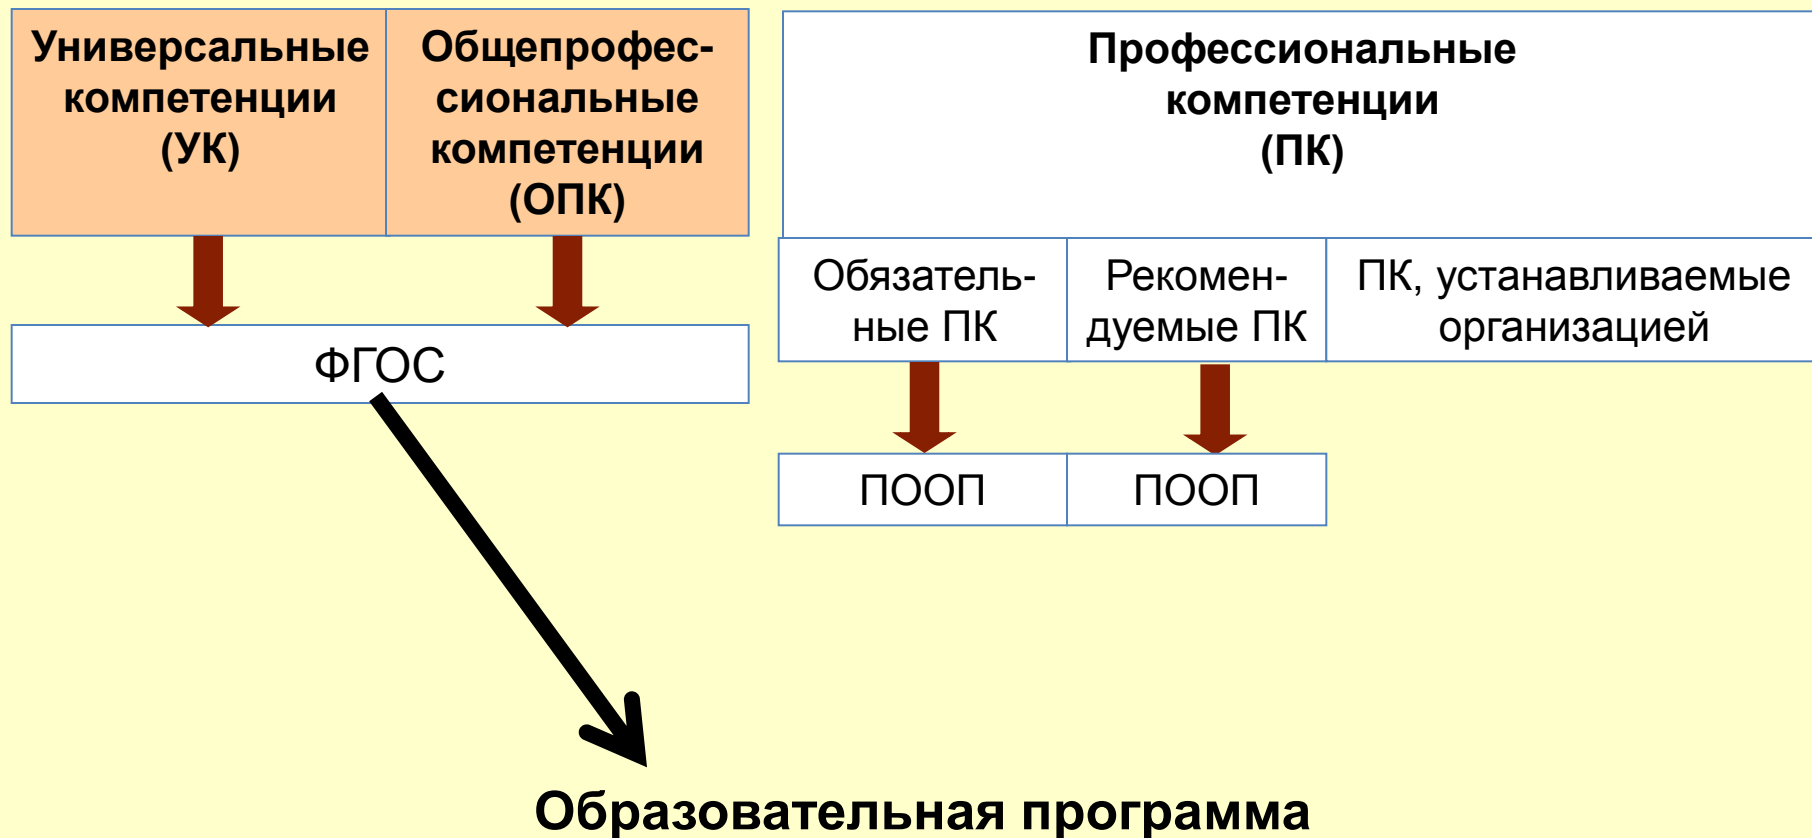 Универсальные
компетенции
(УК)
Общепрофес-
сиональные
компетенции
(ОПК)
Профессиональные
компетенции
(ПК)
Обязатель-
ные ПК
Рекомен-
дуемые ПК
ПК, устанавливаемые
организацией
ФГОС
ПООП
ПООП
Образовательная программа